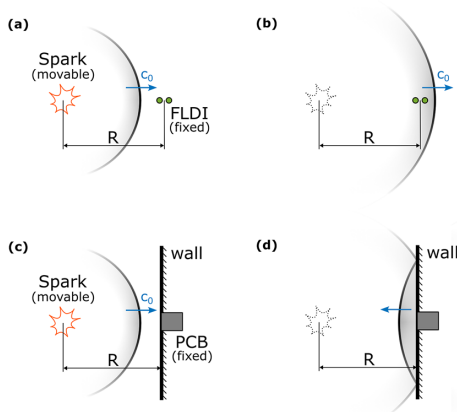 (a)
Spark
(movable)
c₀
FLDI
(fixed)
R
(b)
c₀
R
(c)
Spark
(movable)
c₀
wall
PCB
(fixed)
R
(d)
wall
R